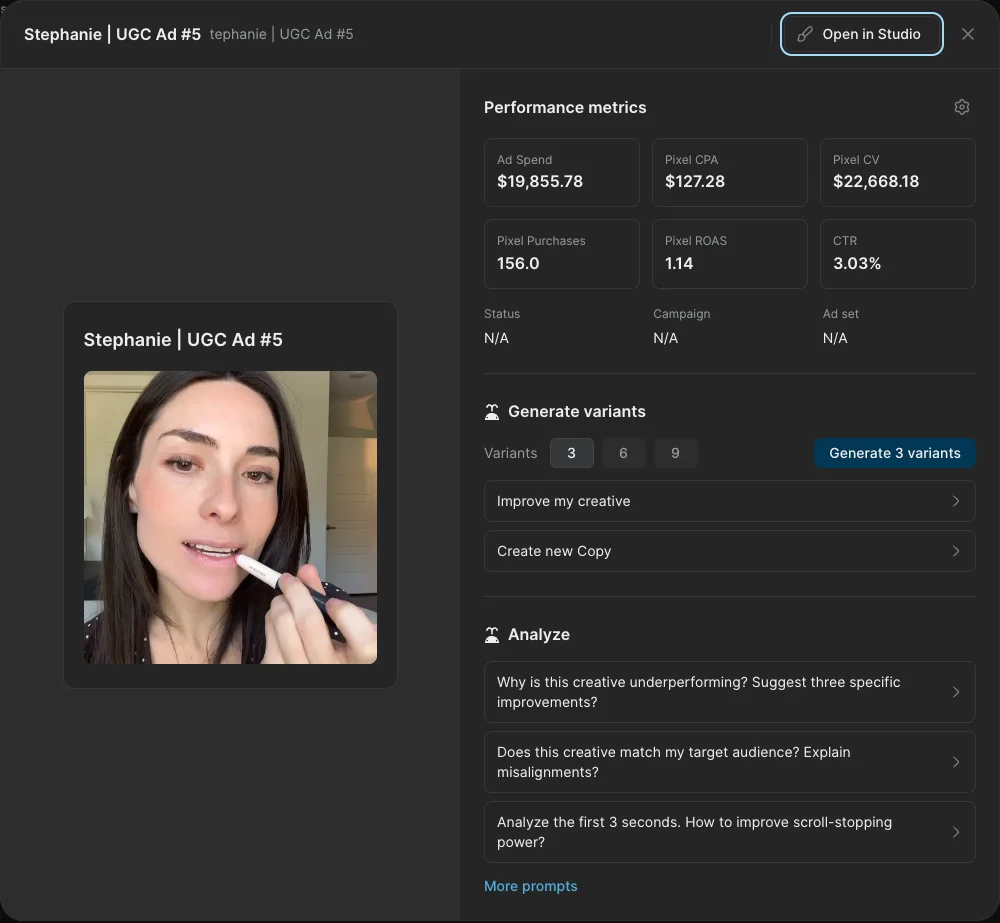 Stephanie | UGC Ad #5 tephanie | UGC Ad #5
Open in Studio
Stephanie | UGC Ad #5
Performance metrics
Ad Spend
$19,855.78
Pixel CPA
$127.28
Pixel CV
$22,668.18
Pixel Purchases
156.0
Pixel ROAS
1.14
CTR
3.03%
Status
N/A
Campaign
N/A
Ad set
N/A
Generate variants
Variants 3 6 9 Generate 3 variants
Improve my creative
Create new Copy
Analyze
Why is this creative underperforming? Suggest three specific
improvements?
Does this creative match my target audience? Explain
misalignments?
Analyze the first 3 seconds. How to improve scroll-stopping
power?
More prompts